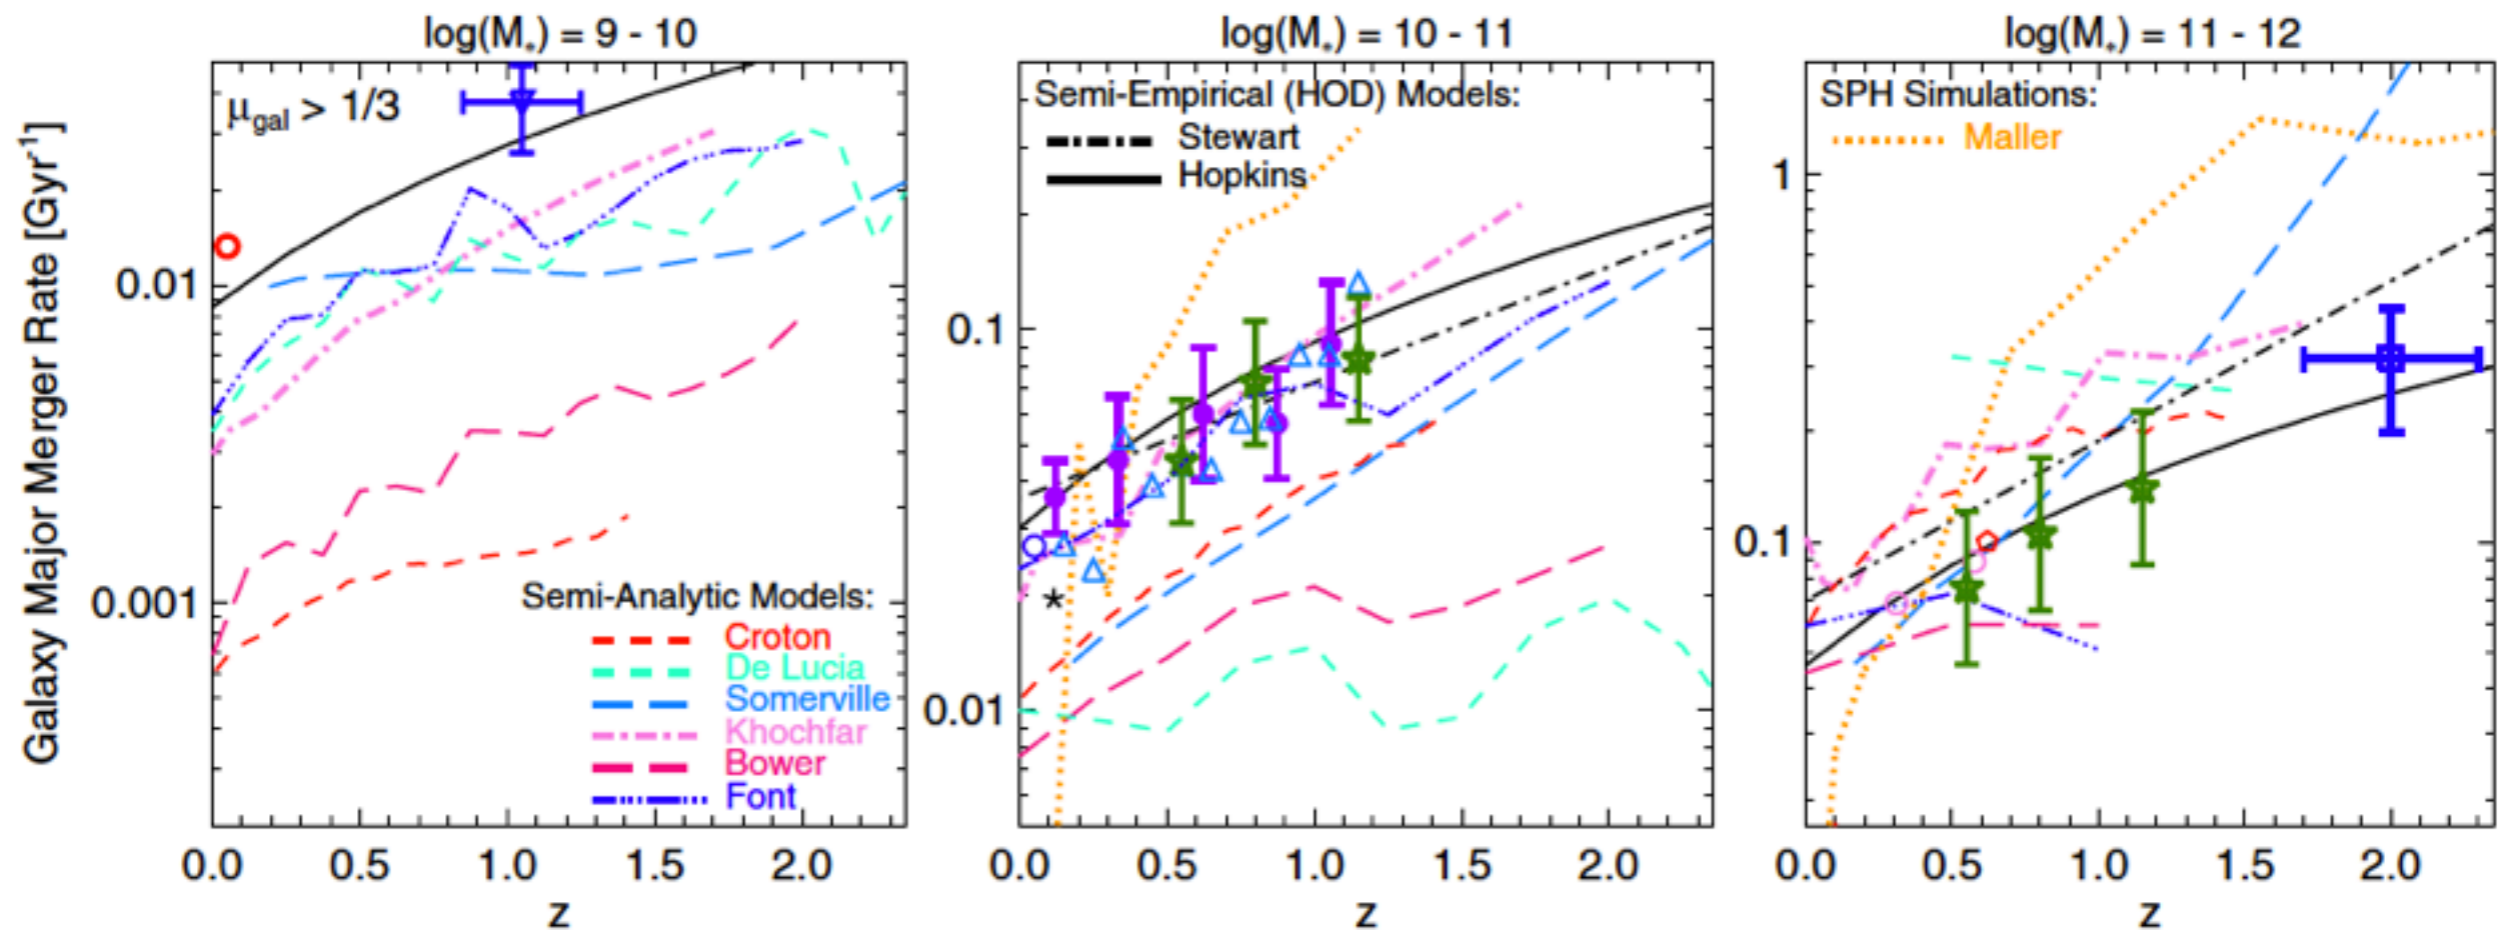 log(M*) = 9 - 10
log(M*) = 10 - 11
log(M*) = 11 - 12
Galaxy Major Merger Rate [Gyr-1]
μgal > 1/3
0.01
0.001
Semi-Analytic Models:
Croton
De Lucia
Somerville
Khochfar
Bower
Font
0.0 0.5 1.0 1.5 2.0
z
Semi-Empirical (HOD) Models:
Stewart
Hopkins
0.1
0.01
0.0 0.5 1.0 1.5 2.0
z
SPH Simulations:
Maller
1
0.1
0.0 0.5 1.0 1.5 2.0
z